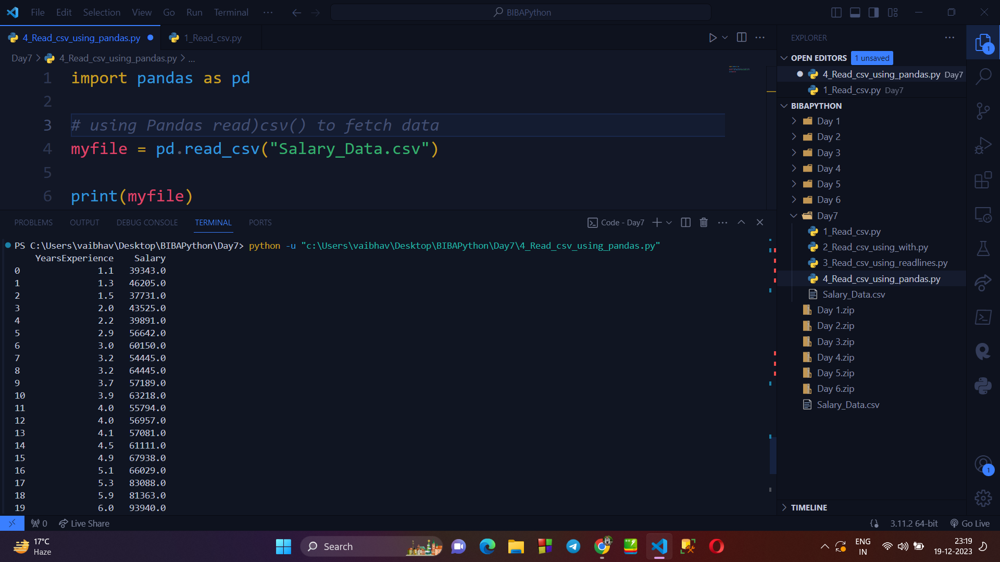 File Edit Selection View Go Run Terminal ··· BIBAPython
4_Read_csv_using_pandas.py 1_Read_csv.py
Day7 > 4_Read_csv_using_pandas.py > ...
1 import pandas as pd
2
3 # using Pandas read)csv() to fetch data
4 myfile = pd.read_csv("Salary_Data.csv")
5
6 print(myfile)
PROBLEMS OUTPUT DEBUG CONSOLE TERMINAL PORTS Code - Day7
PS C:\Users\vaibhav\Desktop\BIBAPython\Day7> python -u "c:\Users\vaibhav\Desktop\BIBAPython\Day7\4_Read_csv_using_pandas.py"
YearsExperience Salary
0 1.1 39343.0
1 1.3 46205.0
2 1.5 37731.0
3 2.0 43525.0
4 2.2 39891.0
5 2.9 56642.0
6 3.0 60150.0
7 3.2 54445.0
8 3.2 64445.0
9 3.7 57189.0
10 3.9 63218.0
11 4.0 55794.0
12 4.0 56957.0
13 4.1 57081.0
14 4.5 61111.0
15 4.9 67938.0
16 5.1 66029.0
17 5.3 83088.0
18 5.9 81363.0
19 6.0 93940.0
EXPLORER
OPEN EDITORS 1 unsaved
4_Read_csv_using_pandas.py Day7
1_Read_csv.py Day7
BIBAPYTHON
Day 1
Day 2
Day 3
Day 4
Day 5
Day 6
Day7
1_Read_csv.py
2_Read_csv_using_with.py
3_Read_csv_using_readlines.py
4_Read_csv_using_pandas.py
Salary_Data.csv
Day 1.zip
Day 2.zip
Day 3.zip
Day 4.zip
Day 5.zip
Day 6.zip
Salary_Data.csv
TIMELINE
1
1
0 Live Share 3.11.2 64-bit Go Live
17°C
Haze
Search
ENG
IN
23:19
19-12-2023